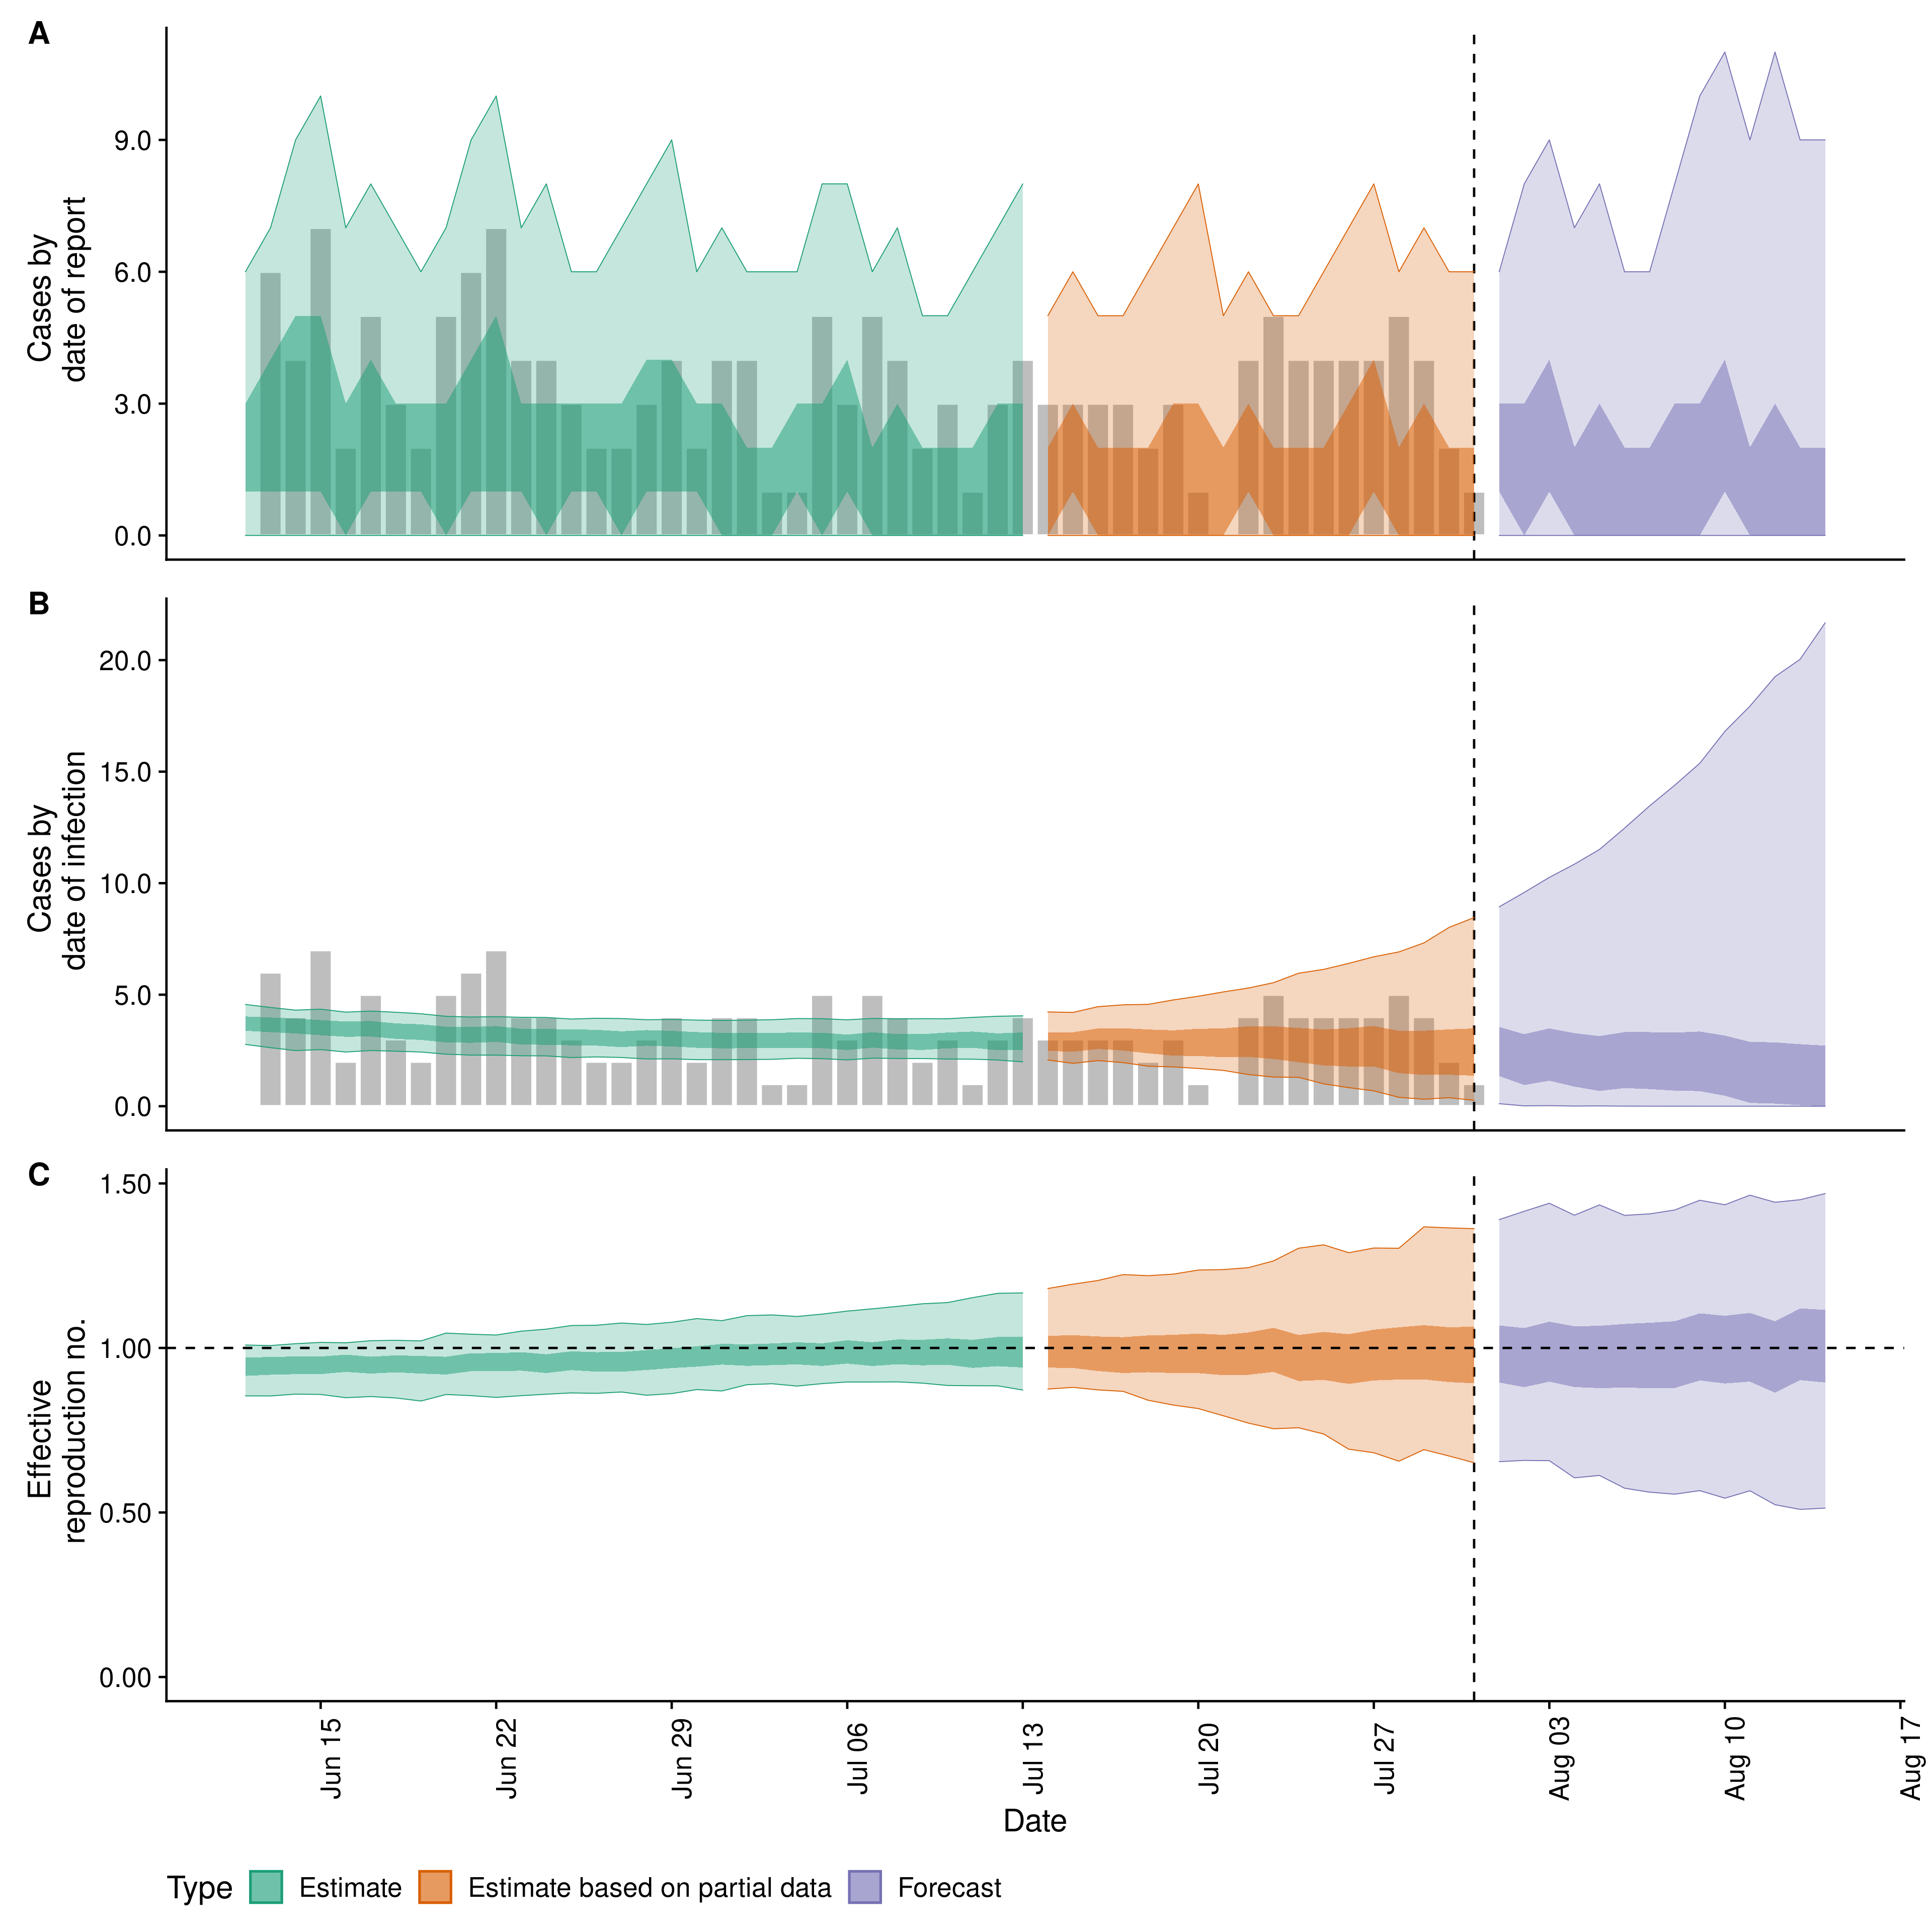 A
Cases by
date of report
9.0
6.0
3.0
0.0
B
Cases by
date of infection
20.0
15.0
10.0
5.0
0.0
C
Effective
reproduction no.
1.50
1.00
0.50
0.00
Jun 15
Jun 22
Jun 29
Jul 06
Jul 13
Jul 20
Jul 27
Aug 03
Aug 10
Aug 17
Date
Type Estimate Estimate based on partial data Forecast